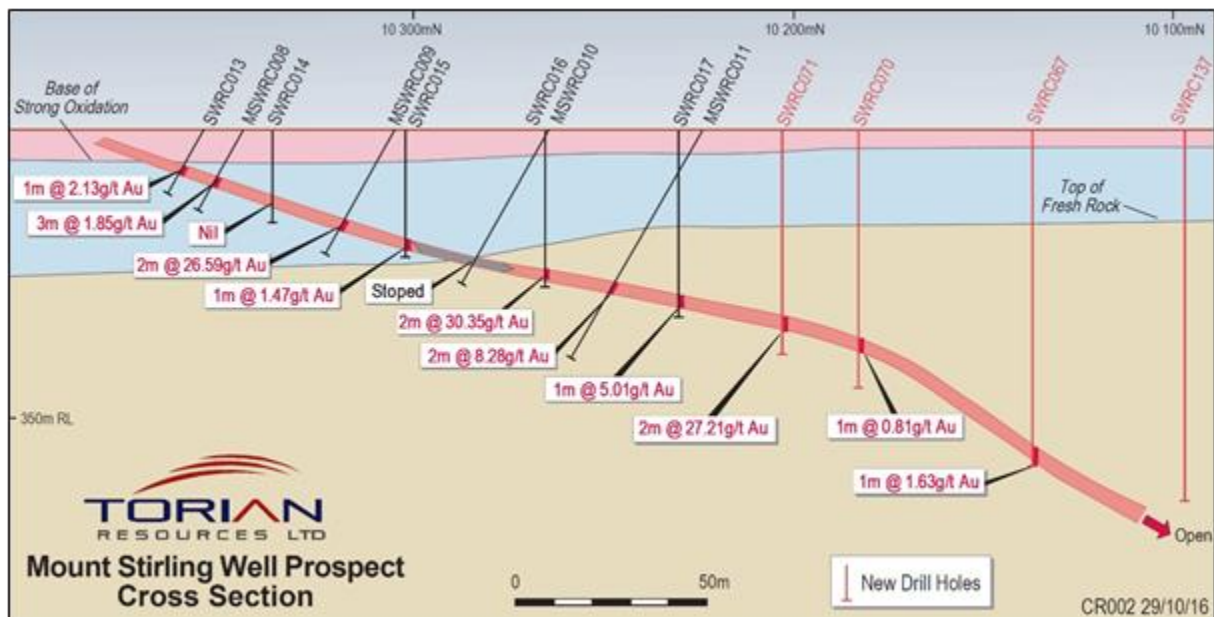 10 300mN
10 200mN
10 100mN
SWRC013
MSWRC008
SWRC014
MSWRC009
SWRC015
SWRC016
MSWRC010
SWRC017
MSWRC011
SWRC071
SWRC070
SWRC067
SWRC137
Base of
Strong Oxidation
1m @ 2.13g/t Au
3m @ 1.85g/t Au
Nil
2m @ 26.59g/t Au
1m @ 1.47g/t Au
Stoped
2m @ 30.35g/t Au
2m @ 8.28g/t Au
1m @ 5.01g/t Au
2m @ 27.21g/t Au
1m @ 0.81g/t Au
1m @ 1.63g/t Au
Top of
Fresh Rock
350m RL
Open
TORIAN
RESOURCES LTD
Mount Stirling Well Prospect
Cross Section
0 50m
New Drill Holes
CR002 29/10/16